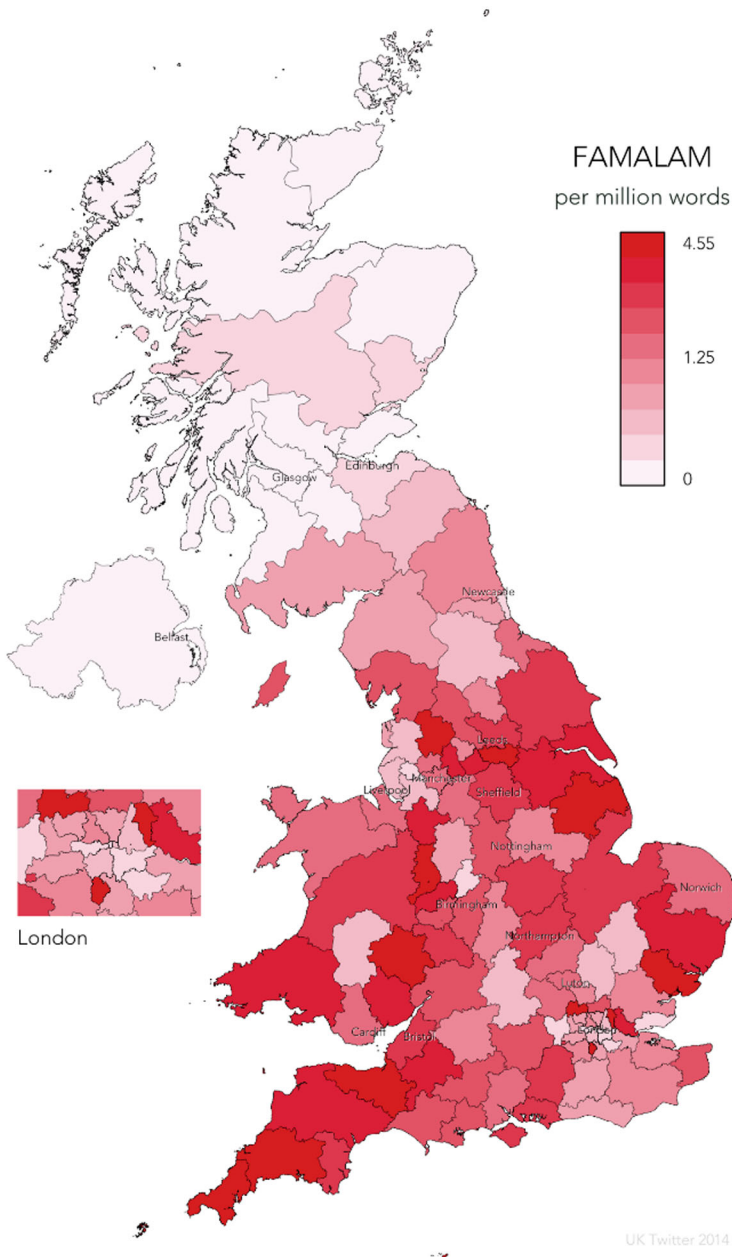 FAMALAM
per million words
4.55
1.25
0
Edinburgh
Glasgow
Newcastle
Belfast
Leeds
Manchester
Liverpool
Sheffield
Nottingham
Norwich
Birmingham
Northampton
London
Luton
London
Cardiff
Bristol
UK Twitter 2014